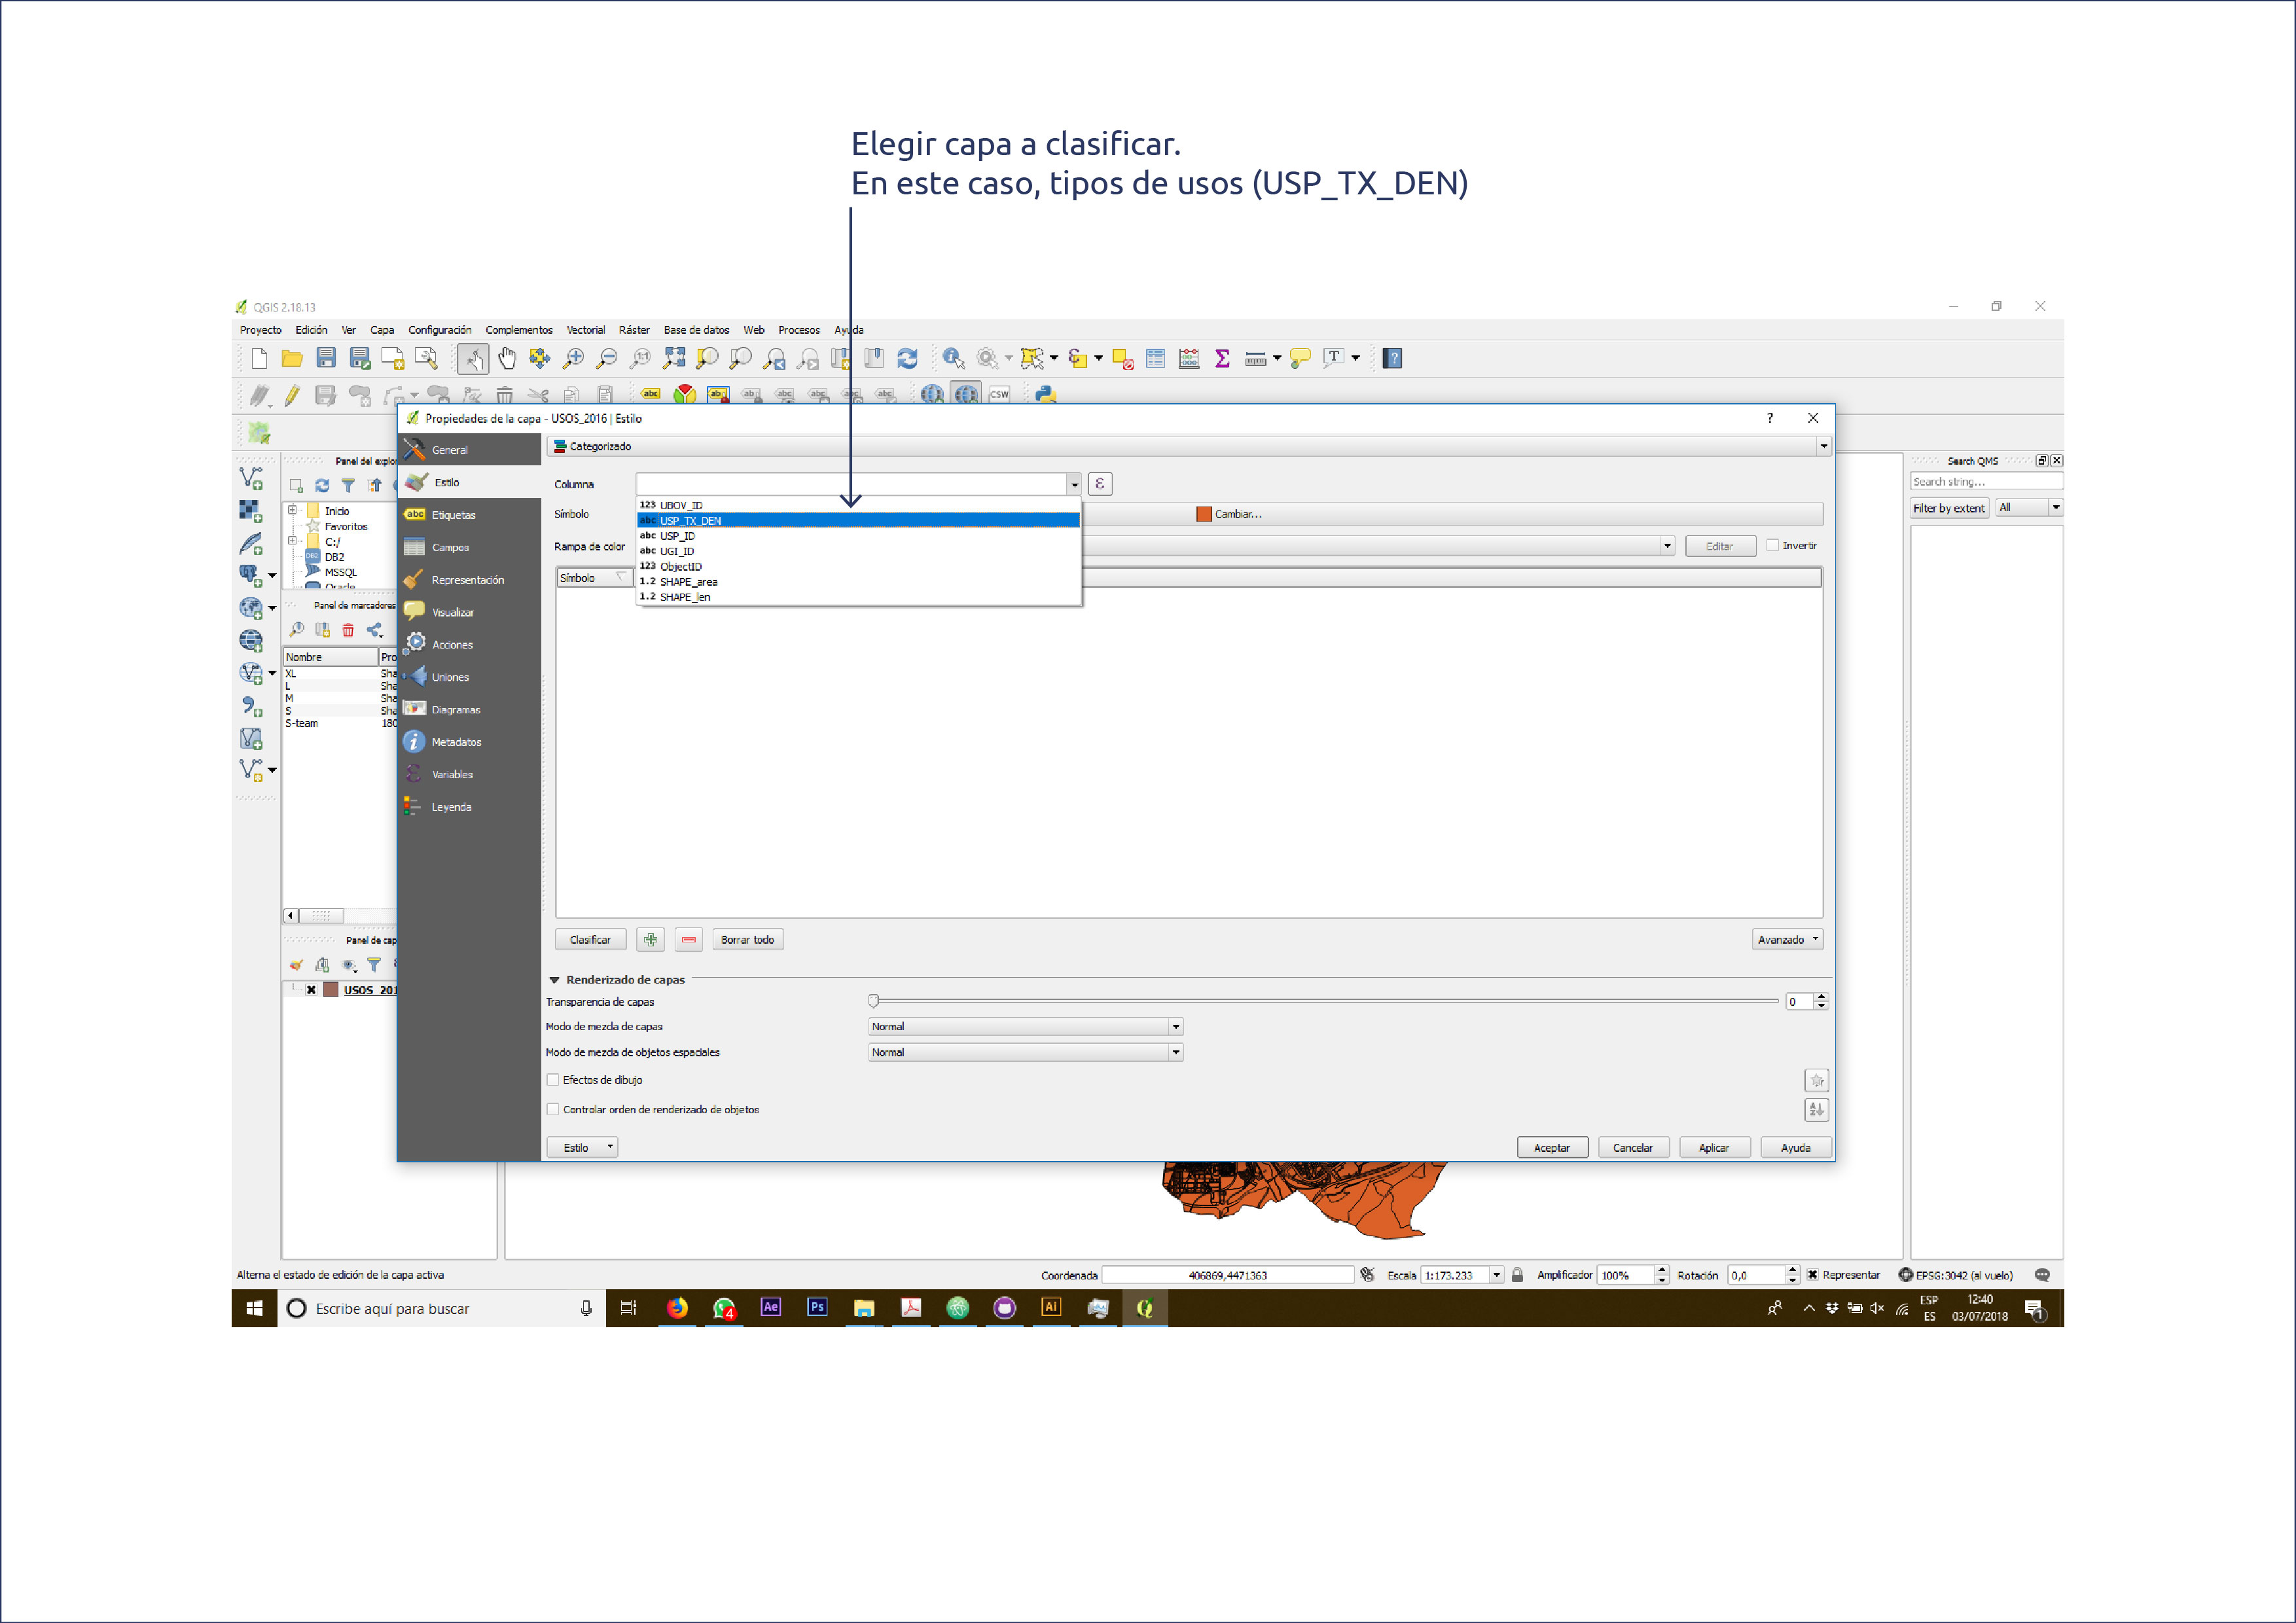 Elegir capa a clasificar.
En este caso, tipos de usos (USP_TX_DEN)
QGIS 2.18.13
Proyecto Edición Ver Capa Configuración Complementos Vectorial Ráster Base de datos Web Procesos Ayuda
Propiedades de la capa - USOS_2016 | Estilo
General
Categorizado
Panel del explo
Search QMS
Estilo
Columna
Search string...
Filter by extent All
Inicio
Favoritos
C:/
DB2
MSSQL
Oracle
Etiquetas
Símbolo
Cambiar...
123 UBOV_ID
abc USP_TX_DEN
abc USP_ID
abc UGI_ID
123 ObjectID
1.2 SHAPE_area
1.2 SHAPE_len
Campos
Rampa de color
Editar
Invertir
Representación
Símbolo
Panel de marcadores
Visualizar
Acciones
Nombre Pro
XL Sha
L Sha
M Sha
S Sha
S-team 180
Uniones
Diagramas
Metadatos
Variables
Leyenda
Panel de cap
Clasificar
Borrar todo
Avanzado
USOS_201
Renderizado de capas
Transparencia de capas
0
Modo de mezcla de capas
Normal
Modo de mezcla de objetos espaciales
Normal
Efectos de dibujo
Controlar orden de renderizado de objetos
Estilo
Aceptar Cancelar Aplicar Ayuda
Alterna el estado de edición de la capa activa
Coordenada 406869,4471363 Escala 1:173.233 Amplificador 100% Rotación 0,0 Representar EPSG:3042 (al vuelo)
Escribe aquí para buscar
4
Ae
Ps
Ai
ESP
ES
12:40
03/07/2018
1